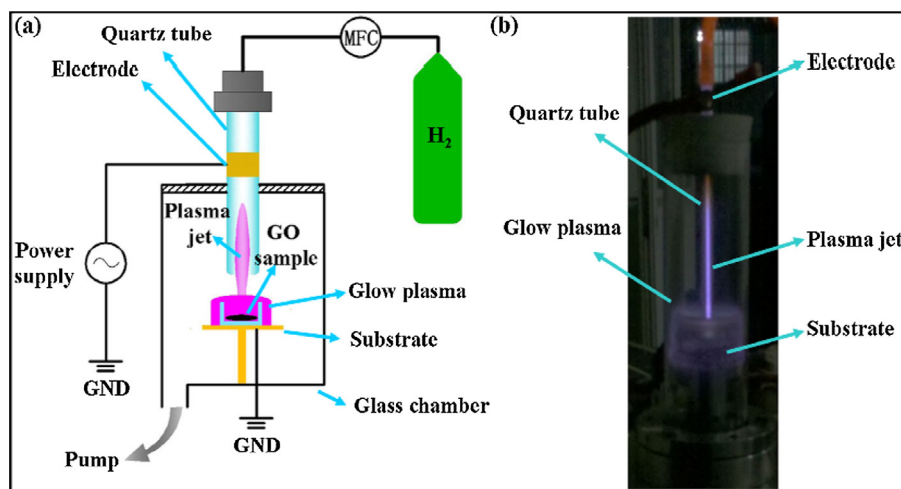 (a)
Quartz tube
Electrode
MFC
H2
Plasma
jet
GO
sample
Power
supply
Glow plasma
Substrate
GND
Glass chamber
GND
Pump
(b)
Electrode
Quartz tube
Glow plasma
Plasma jet
Substrate